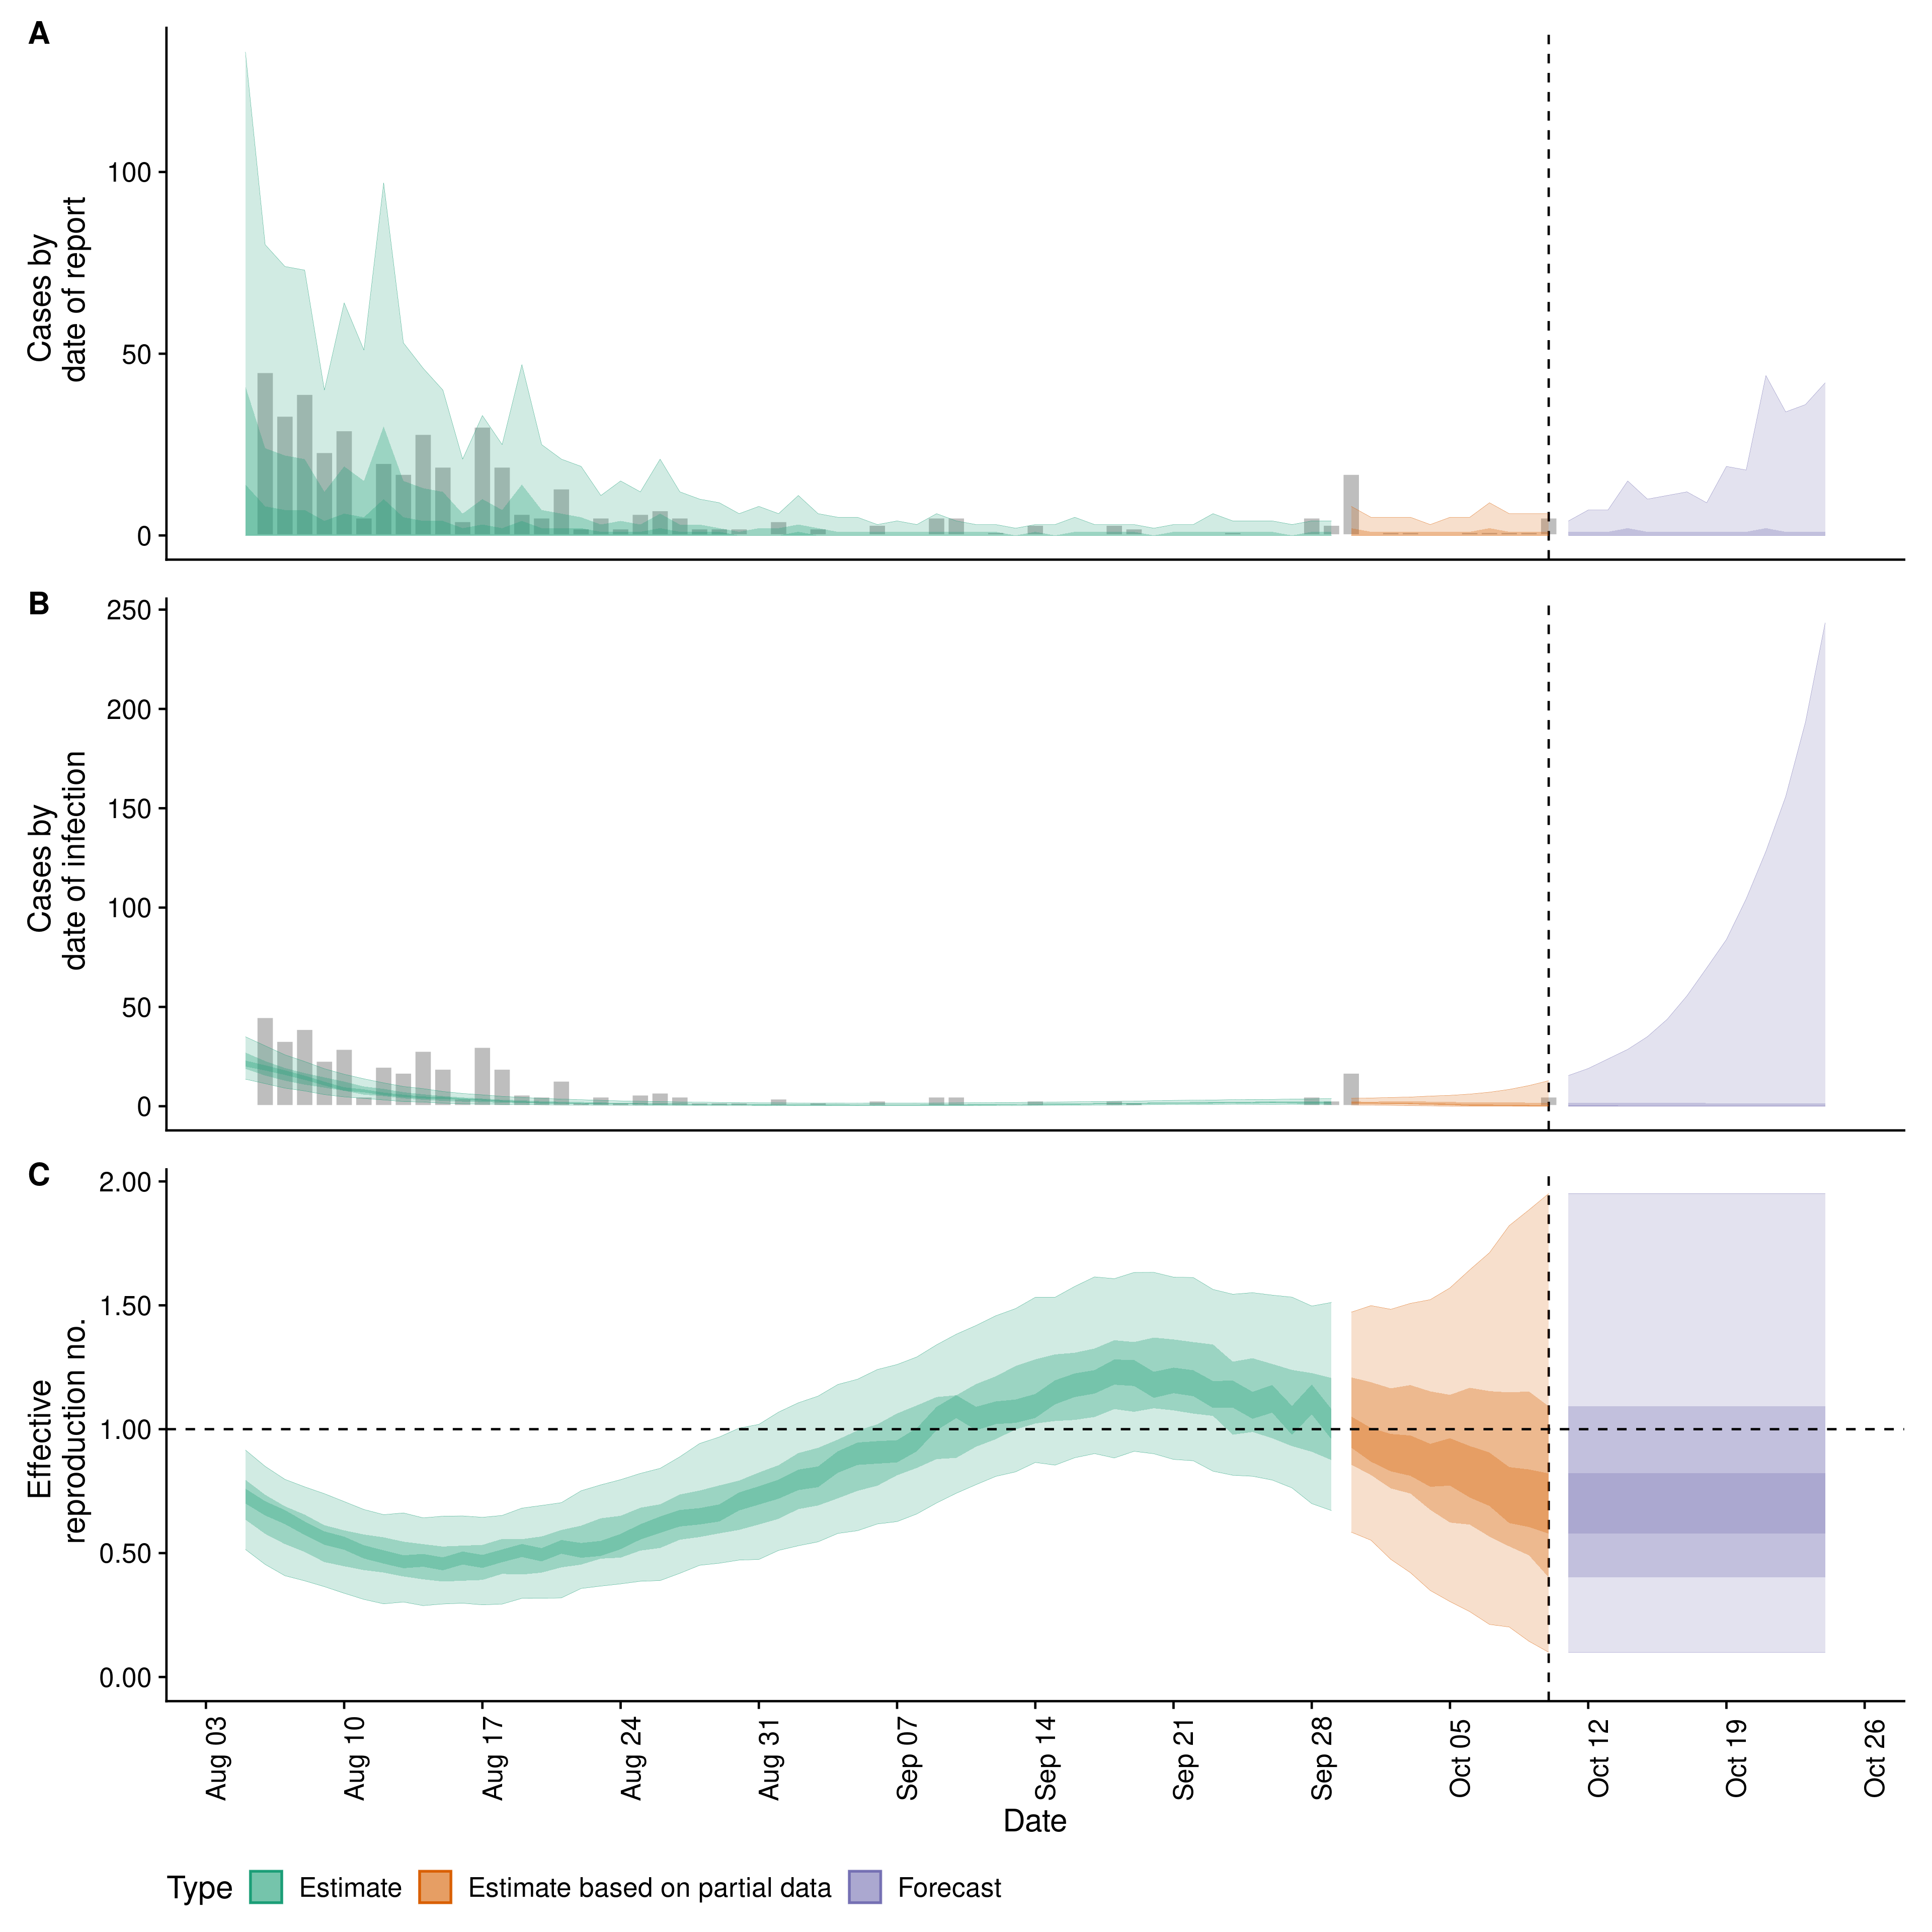 A
Cases by
date of report
100
50
0
B
Cases by
date of infection
250
200
150
100
50
0
C
Effective
reproduction no.
2.00
1.50
1.00
0.50
0.00
Aug 03
Aug 10
Aug 17
Aug 24
Aug 31
Sep 07
Sep 14
Sep 21
Sep 28
Oct 05
Oct 12
Oct 19
Oct 26
Date
Type Estimate Estimate based on partial data Forecast